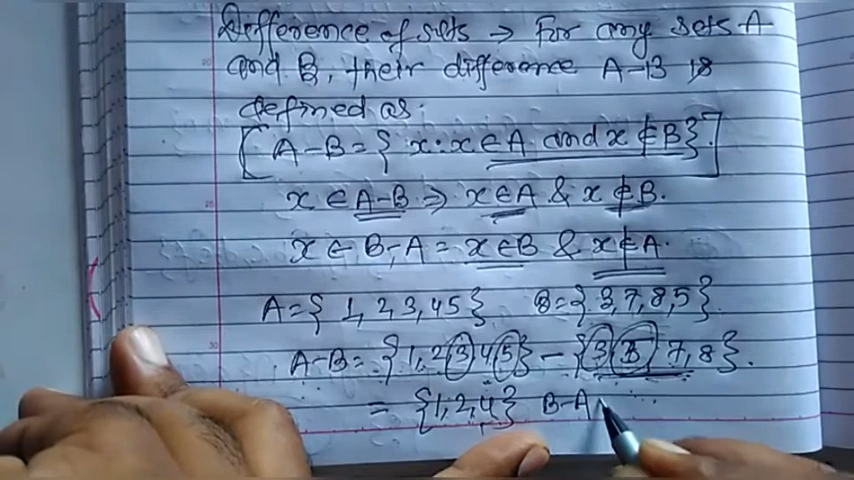 Difference of sets → For any sets A
and B, their difference A-B is
defined as:
[A-B={ x:x∈A and x∉B}].
x ∈ A-B ⇒ x∈A & x ∉B.
x ∈ B-A = x∈B & x∉A.
A={ 1,2,3,4,5} B={3,7,8,5}.
A-B= {1,2,3,4,5} - {3,5,7,8}.
= {1,2,4} B-A